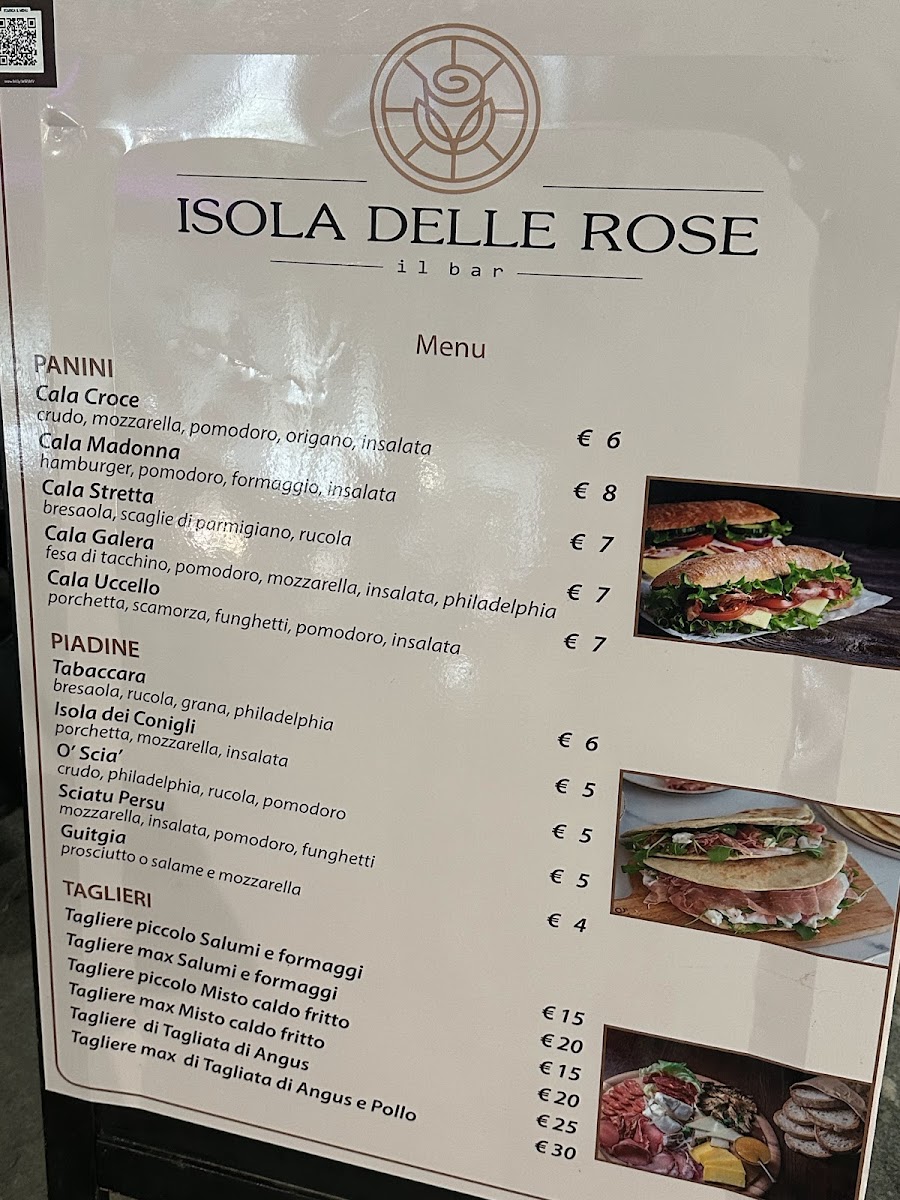 ISOLA DELLE ROSE
il bar
Menu
PANINI
Cala Croce
crudo, mozzarella, pomodoro, origano, insalata € 6
Cala Madonna
hamburger, pomodoro, formaggio, insalata € 8
Cala Stretta
bresaola, scaglie di parmigiano, rucola € 7
Cala Galera
fesa di tacchino, pomodoro, mozzarella, insalata, philadelphia € 7
Cala Uccello
porchetta, scamorza, funghetti, pomodoro, insalata € 7
PIADINE
Tabaccara
bresaola, rucola, grana, philadelphia € 6
Isola dei Conigli
porchetta, mozzarella, insalata € 5
O' Scia'
crudo, philadelphia, rucola, pomodoro € 5
Sciatu Persu
mozzarella, insalata, pomodoro, funghetti € 5
Guitgia
prosciutto o salame e mozzarella € 4
TAGLIERI
Tagliere piccolo Salumi e formaggi € 15
Tagliere max Salumi e formaggi € 20
Tagliere piccolo Misto caldo fritto € 15
Tagliere max Misto caldo fritto € 20
Tagliere di Tagliata di Angus € 25
Tagliere max di Tagliata di Angus e Pollo € 30